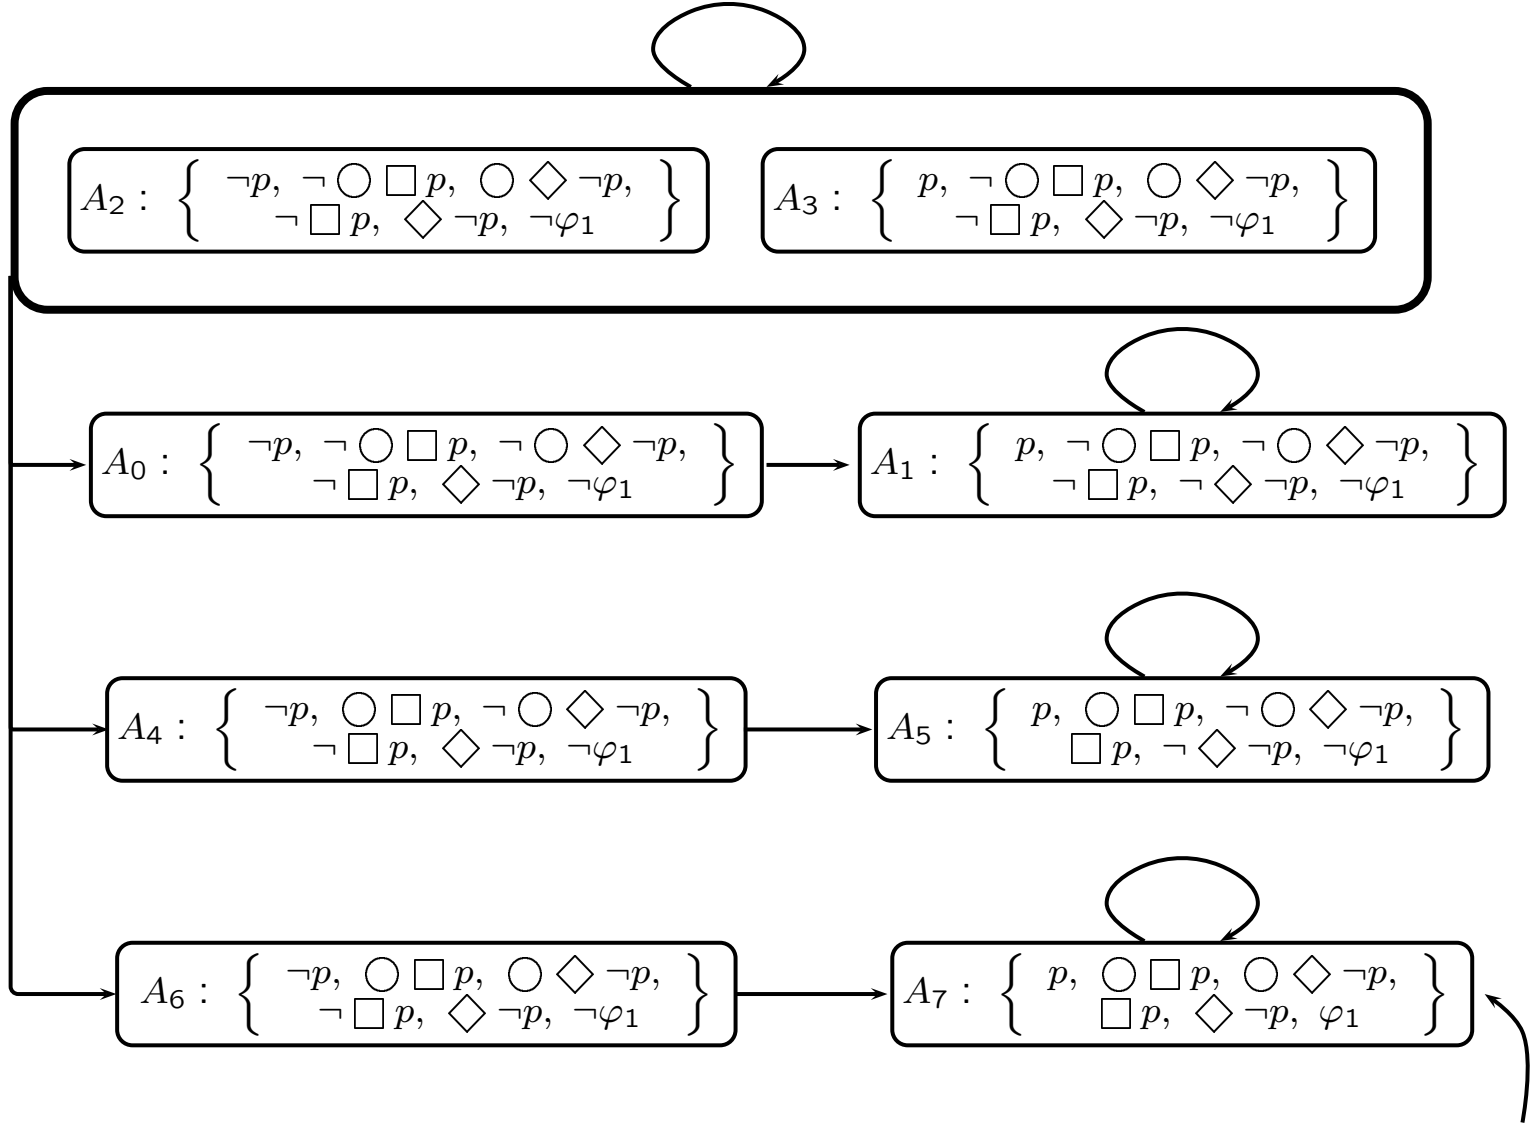 A₂ : { ¬p, ¬○□p, ○◇¬p,
¬□p, ◇¬p, ¬φ₁ }
A₃ : { p, ¬○□p, ○◇¬p,
¬□p, ◇¬p, ¬φ₁ }
A₀ : { ¬p, ¬○□p, ¬○◇¬p,
¬□p, ◇¬p, ¬φ₁ }
A₁ : { p, ¬○□p, ¬○◇¬p,
¬□p, ¬◇¬p, ¬φ₁ }
A₄ : { ¬p, ○□p, ¬○◇¬p,
¬□p, ◇¬p, ¬φ₁ }
A₅ : { p, ○□p, ¬○◇¬p,
□p, ¬◇¬p, ¬φ₁ }
A₆ : { ¬p, ○□p, ○◇¬p,
¬□p, ◇¬p, ¬φ₁ }
A₇ : { p, ○□p, ○◇¬p,
□p, ◇¬p, φ₁ }